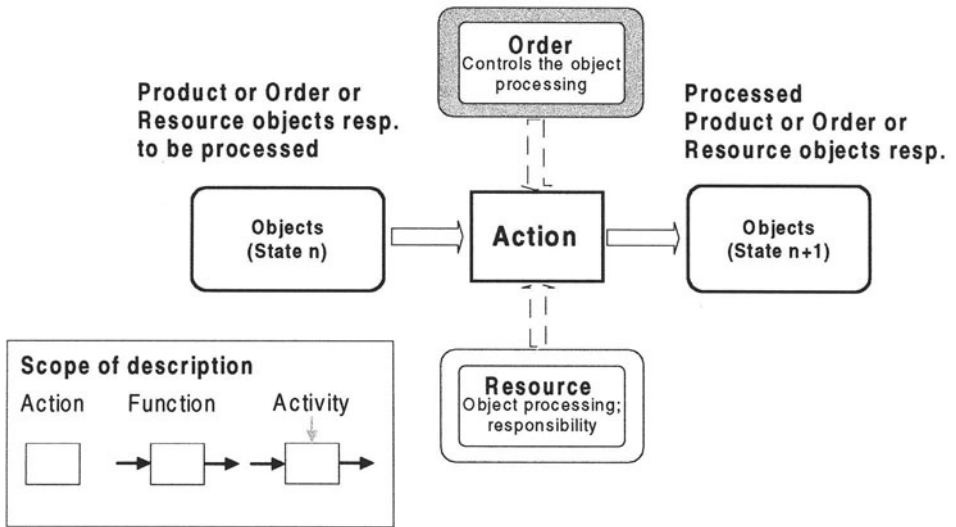 Order
Controls the object
processing
Product or Order or
Resource objects resp.
to be processed
Processed
Product or Order or
Resource objects resp.
Objects
(State n)
Action
Objects
(State n+1)
Resource
Object processing;
responsibility
Scope of description
Action Function Activity